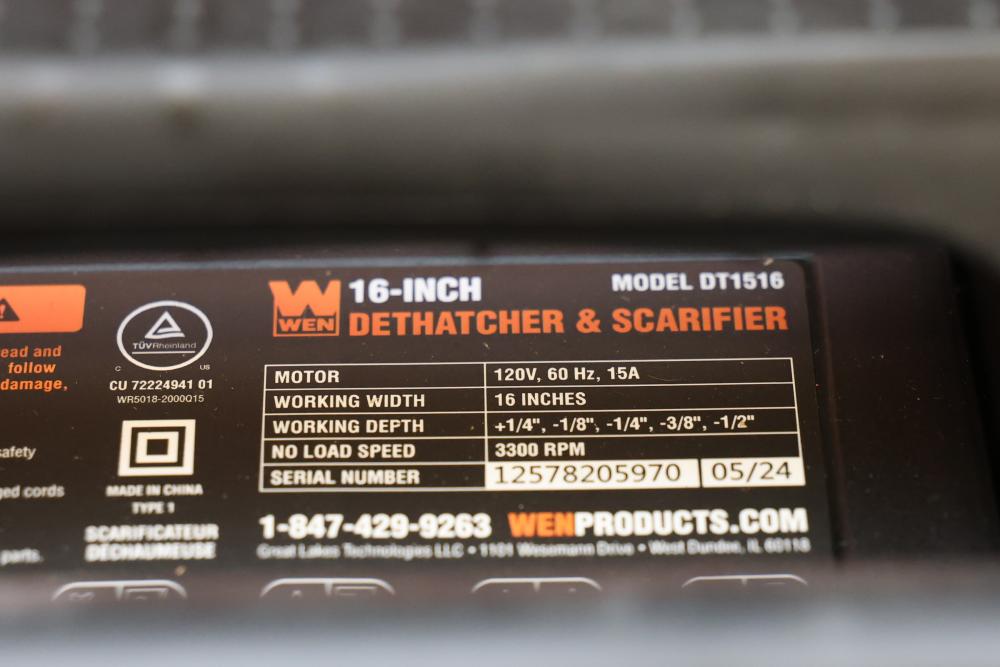 ead and
follow
damage,
safety
ged cords
parts.
TÜVRheinland
C US
CU 72224941 01
WR5018-2000Q15
MADE IN CHINA
TYPE 1
SCARIFICATEUR
DÉCHAUMEUSE
WEN
16-INCH
MODEL DT1516
DETHATCHER & SCARIFIER
MOTOR 120V, 60 Hz, 15A
WORKING WIDTH 16 INCHES
WORKING DEPTH +1/4", -1/8", -1/4", -3/8", -1/2"
NO LOAD SPEED 3300 RPM
SERIAL NUMBER 12578205970 05/24
1-847-429-9263 WENPRODUCTS.COM
Great Lakes Technologies LLC • 1101 Wesemann Drive • West Dundee, IL 60118